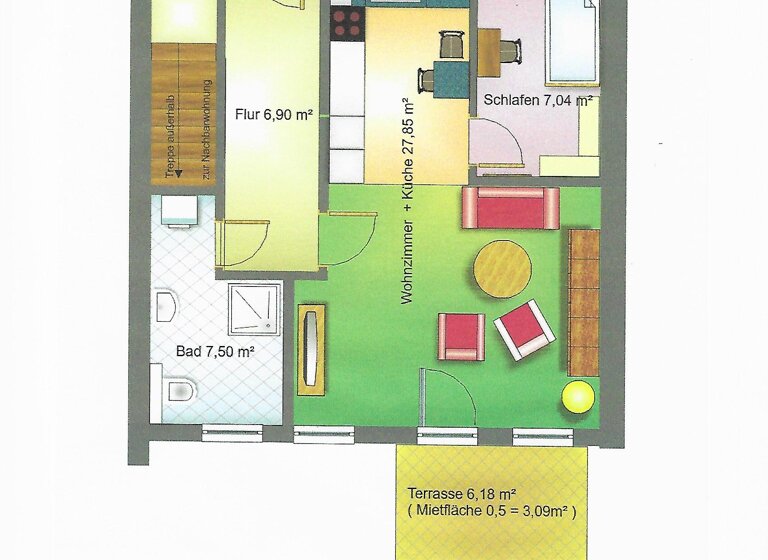 Treppe außerhalb
zur Nachbarwohnung
Flur 6,90 m²
Wohnzimmer + Küche 27,85 m²
Schlafen 7,04 m²
Bad 7,50 m²
Terrasse 6,18 m²
( Mietfläche 0,5 = 3,09m² )